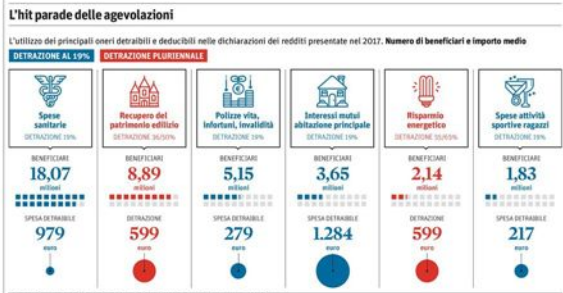 L'hit parade delle agevolazioni
L'utilizzo dei principali oneri detraibili e deducibili nelle dichiarazioni dei redditi presentate nel 2017. Numero di beneficiari e importo medio
DETRAZIONE AL 19% DETRAZIONE PLURIENNALE
Spese
sanitarie
DETRAZIONE 19%
BENEFICIARI
18,07
milioni
SPESA DETRAIBILE
979
euro
Recupero del
patrimonio edilizio
DETRAZIONE 36/50%
BENEFICIARI
8,89
milioni
DETRAZIONE
599
euro
Polizze vita,
infortuni, invalidità
DETRAZIONE 19%
BENEFICIARI
5,15
milioni
SPESA DETRAIBILE
279
euro
Interessi mutui
abitazione principale
DETRAZIONE 19%
BENEFICIARI
3,65
milioni
SPESA DETRAIBILE
1.284
euro
Risparmio
energetico
DETRAZIONE 55/65%
BENEFICIARI
2,14
milioni
DETRAZIONE
599
euro
Spese attività
sportive ragazzi
DETRAZIONE 19%
BENEFICIARI
1,83
milioni
SPESA DETRAIBILE
217
euro